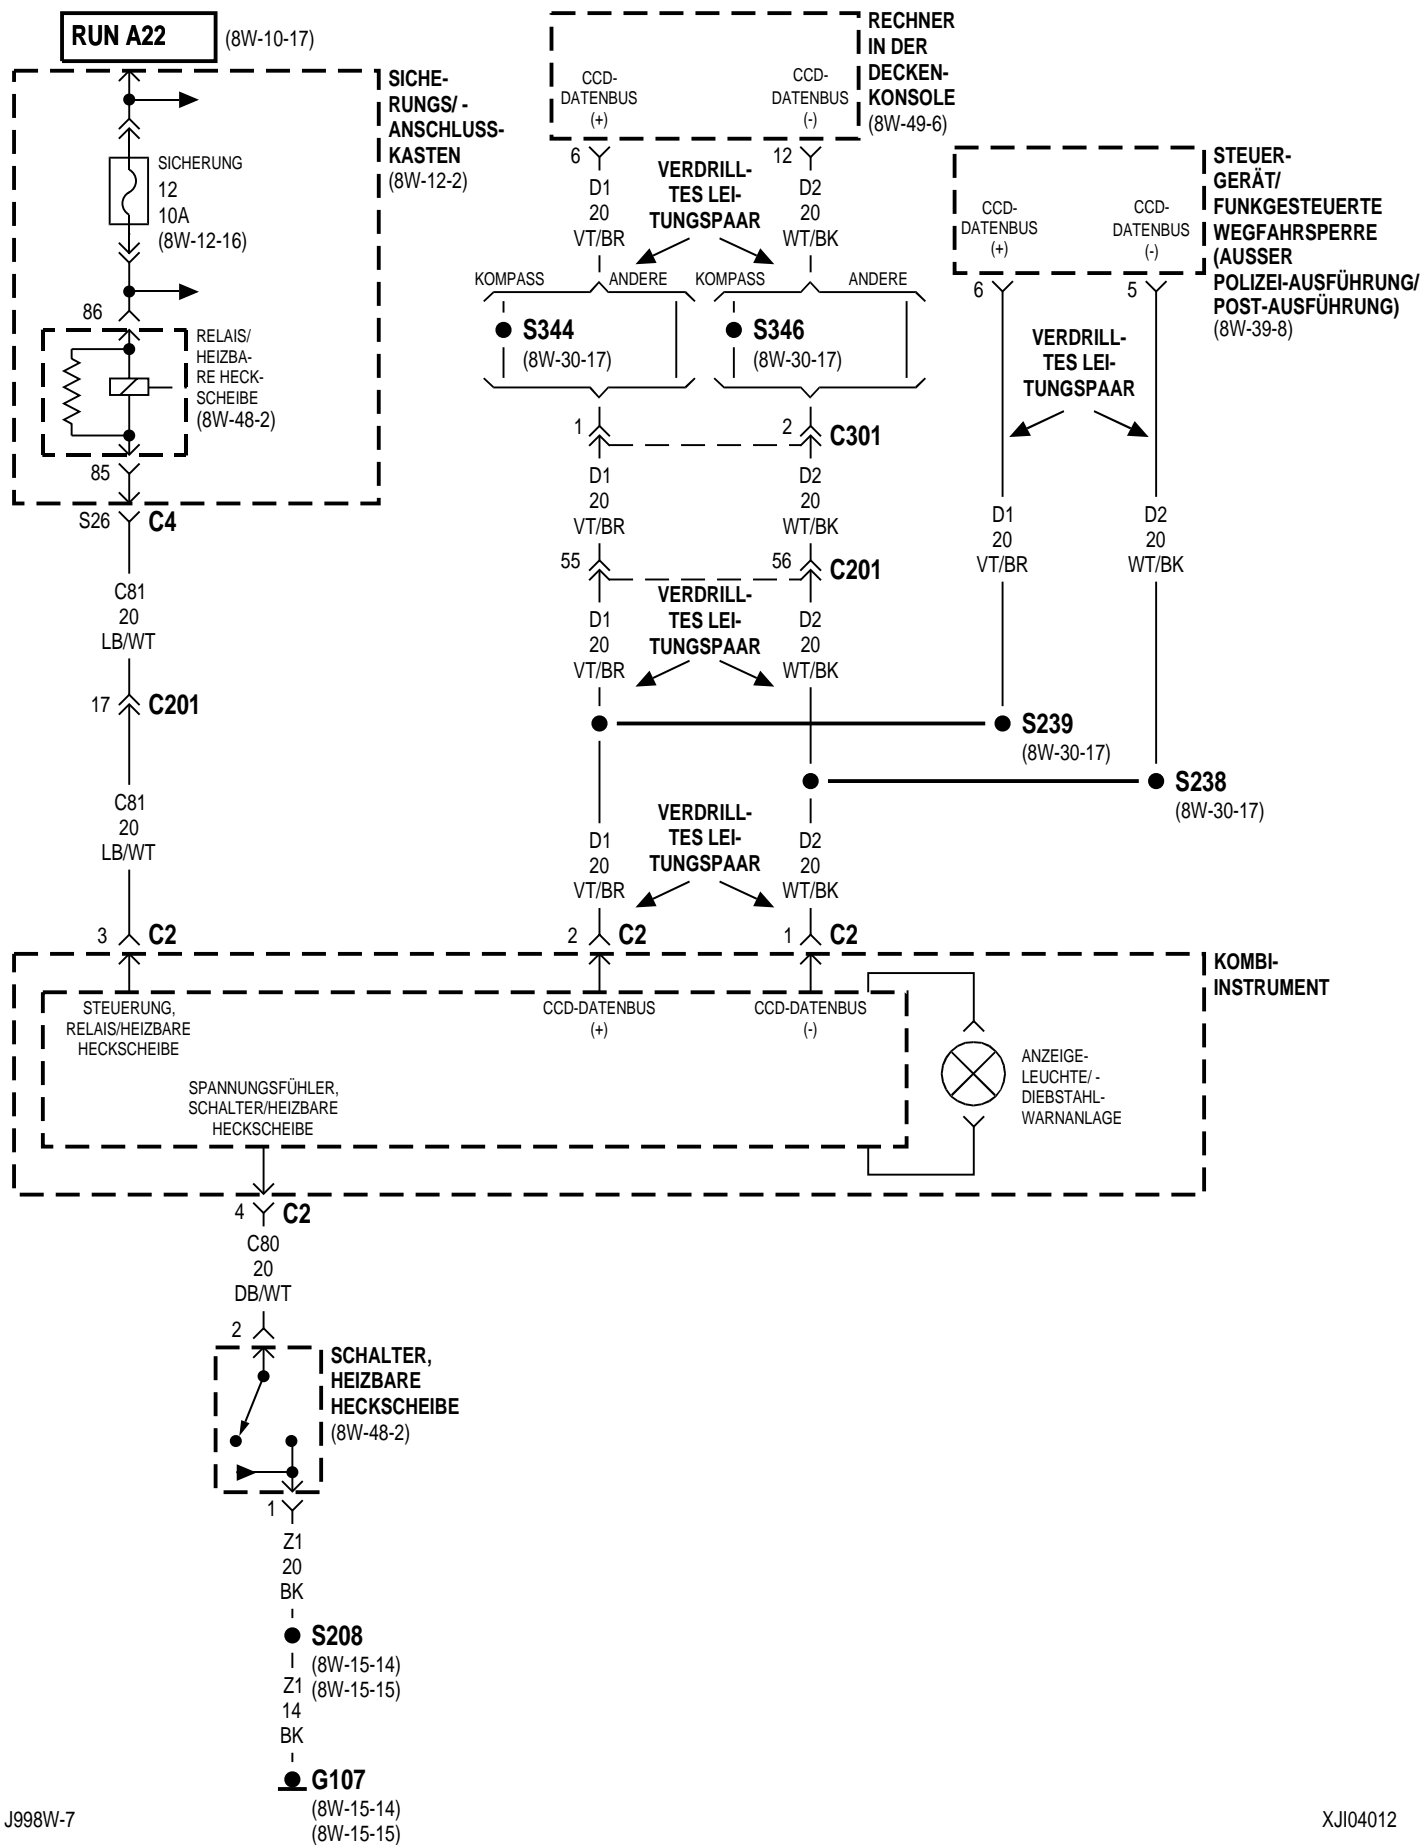 RUN A22
(8W-10-17)
SICHE-
RUNGS/ -
ANSCHLUSS-
KASTEN
(8W-12-2)
SICHERUNG
12
10A
(8W-12-16)
86
RELAIS/
HEIZBA-
RE HECK-
SCHEIBE
(8W-48-2)
85
S26
C4
C81
20
LB/WT
17
C201
C81
20
LB/WT
3
C2
RECHNER
IN DER
DECKEN-
KONSOLE
(8W-49-6)
CCD-
DATENBUS
(+)
CCD-
DATENBUS
(-)
6
12
D1
20
VT/BR
VERDRILL-
TES LEI-
TUNGSPAAR
D2
20
WT/BK
KOMPASS
ANDERE
KOMPASS
ANDERE
S344
(8W-30-17)
S346
(8W-30-17)
1
2
C301
D1
20
VT/BR
D2
20
WT/BK
55
56
C201
D1
20
VT/BR
VERDRILL-
TES LEI-
TUNGSPAAR
D2
20
WT/BK
STEUER-
GERÄT/
FUNKGESTEUERTE
WEGFAHRSPERRE
(AUSSER
POLIZEI-AUSFÜHRUNG/
POST-AUSFÜHRUNG)
(8W-39-8)
CCD-
DATENBUS
(+)
CCD-
DATENBUS
(-)
6
5
VERDRILL-
TES LEI-
TUNGSPAAR
D1
20
VT/BR
D2
20
WT/BK
S239
(8W-30-17)
S238
(8W-30-17)
D1
20
VT/BR
VERDRILL-
TES LEI-
TUNGSPAAR
D2
20
WT/BK
2
C2
1
C2
KOMBI-
INSTRUMENT
STEUERUNG,
RELAIS/HEIZBARE
HECKSCHEIBE
CCD-DATENBUS
(+)
CCD-DATENBUS
(-)
SPANNUNGSFÜHLER,
SCHALTER/HEIZBARE
HECKSCHEIBE
ANZEIGE-
LEUCHTE/ -
DIEBSTAHL-
WARNANLAGE
4
C2
C80
20
DB/WT
2
SCHALTER,
HEIZBARE
HECKSCHEIBE
(8W-48-2)
1
Z1
20
BK
S208
(8W-15-14)
(8W-15-15)
Z1
14
BK
G107
(8W-15-14)
(8W-15-15)
J998W-7
XJI04012